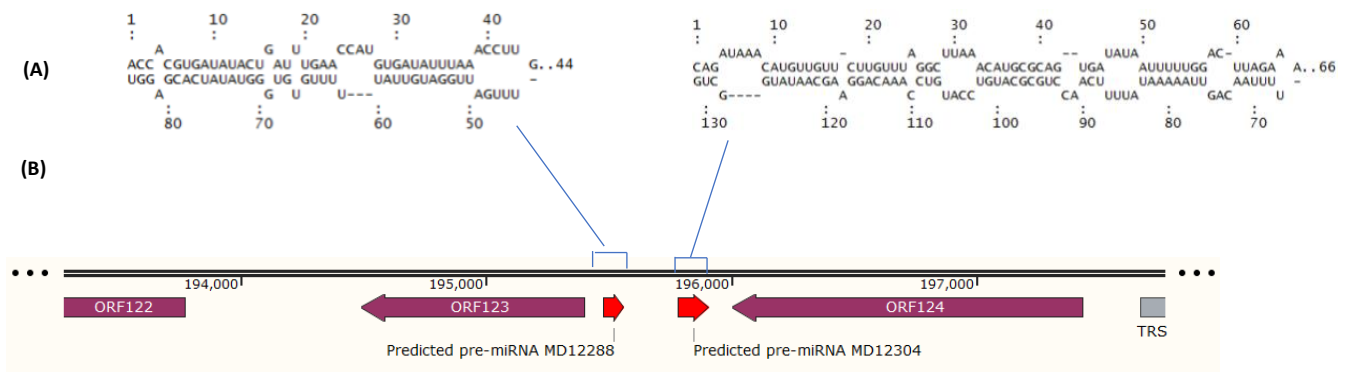 (A)
1 10 20 30 40
: : : : :
A G U CCAU ACCUU
ACC CGUGAUAUACU AU UGAA GUGAUAUUUAA G..44
UGG GCACUAUAUGG UG GUUU UAUUGUAGGUU -
A G U U--- AGUUU
: : : :
80 70 60 50
1 10 20 30 40 50 60
: : : : : : :
AUAAA - A UUAA -- UAUA AC- A
CAG CAUGUUGUU CUUGUUU GGC ACAUGCGCAG UGA AUUUUUGG UUAGA A..66
GUC GUAUAACGA GGACAAA CUG UGUACGCGUC ACU UAAAAAUU AAUUU -
G---- A C UACC CA UUUA GAC U
: : : : : : :
130 120 110 100 90 80 70
(B)
••• •••
194,000 195,000 196,000 197,000
ORF122 ORF123 ORF124
TRS
Predicted pre-miRNA MD12288 Predicted pre-miRNA MD12304